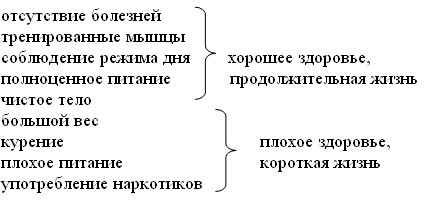 отсутствие болезней
тренированные мышцы
соблюдение режима дня
полноценное питание
чистое тело
хорошее здоровье,
продолжительная жизнь
большой вес
курение
плохое питание
употребление наркотиков
плохое здоровье,
короткая жизнь